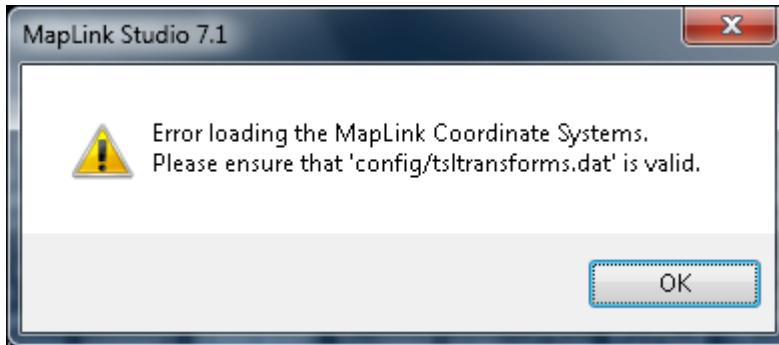 MapLink Studio 7.1
Error loading the MapLink Coordinate Systems.
Please ensure that 'config/tsltransforms.dat' is valid.
OK